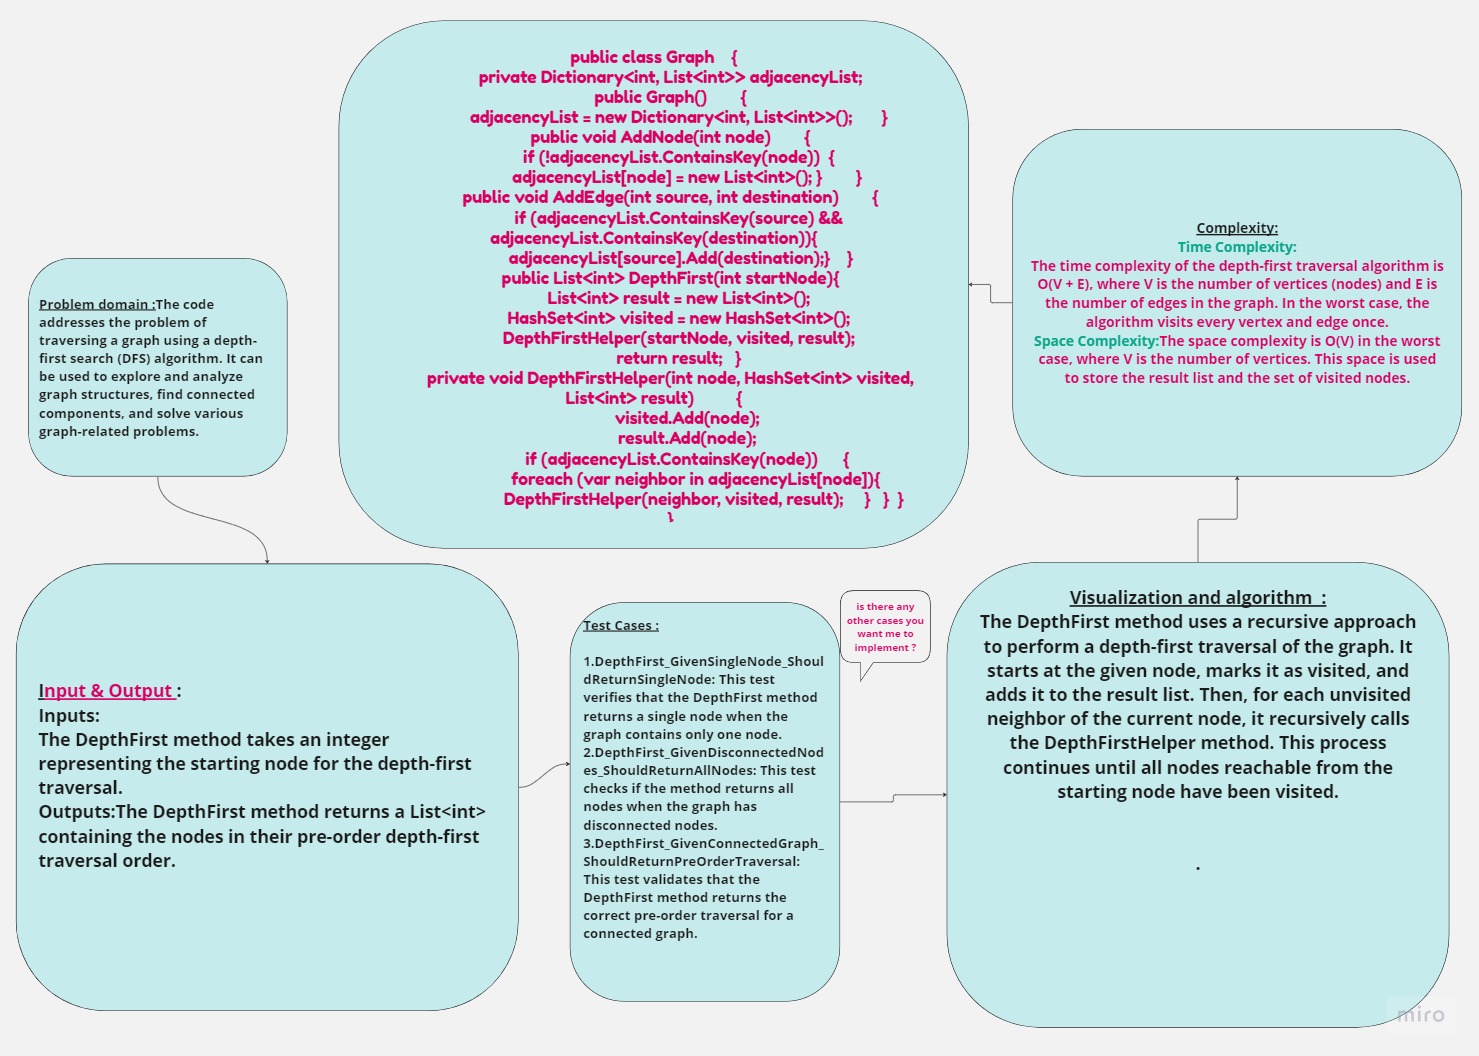 public class Graph {
private Dictionary<int, List<int>> adjacencyList;
public Graph() {
adjacencyList = new Dictionary<int, List<int>>(); }
public void AddNode(int node) {
if (!adjacencyList.ContainsKey(node)) {
adjacencyList[node] = new List<int>(); } }
public void AddEdge(int source, int destination) {
if (adjacencyList.ContainsKey(source) &&
adjacencyList.ContainsKey(destination)){
adjacencyList[source].Add(destination);} }
public List<int> DepthFirst(int startNode){
List<int> result = new List<int>();
HashSet<int> visited = new HashSet<int>();
DepthFirstHelper(startNode, visited, result);
return result; }
private void DepthFirstHelper(int node, HashSet<int> visited,
List<int> result) {
visited.Add(node);
result.Add(node);
if (adjacencyList.ContainsKey(node)) {
foreach (var neighbor in adjacencyList[node]){
DepthFirstHelper(neighbor, visited, result); } } }
}
Complexity:
Time Complexity:
The time complexity of the depth-first traversal algorithm is
O(V + E), where V is the number of vertices (nodes) and E is
the number of edges in the graph. In the worst case, the
algorithm visits every vertex and edge once.
Space Complexity:The space complexity is O(V) in the worst
case, where V is the number of vertices. This space is used
to store the result list and the set of visited nodes.
Problem domain :The code
addresses the problem of
traversing a graph using a depth-
first search (DFS) algorithm. It can
be used to explore and analyze
graph structures, find connected
components, and solve various
graph-related problems.
Input & Output :
Inputs:
The DepthFirst method takes an integer
representing the starting node for the depth-first
traversal.
Outputs:The DepthFirst method returns a List<int>
containing the nodes in their pre-order depth-first
traversal order.
Test Cases :
1.DepthFirst_GivenSingleNode_Shoul
dReturnSingleNode: This test
verifies that the DepthFirst method
returns a single node when the
graph contains only one node.
2.DepthFirst_GivenDisconnectedNod
es_ShouldReturnAllNodes: This test
checks if the method returns all
nodes when the graph has
disconnected nodes.
3.DepthFirst_GivenConnectedGraph_
ShouldReturnPreOrderTraversal:
This test validates that the
DepthFirst method returns the
correct pre-order traversal for a
connected graph.
is there any
other cases you
want me to
implement ?
Visualization and algorithm :
The DepthFirst method uses a recursive approach
to perform a depth-first traversal of the graph. It
starts at the given node, marks it as visited, and
adds it to the result list. Then, for each unvisited
neighbor of the current node, it recursively calls
the DepthFirstHelper method. This process
continues until all nodes reachable from the
starting node have been visited.
.
miro